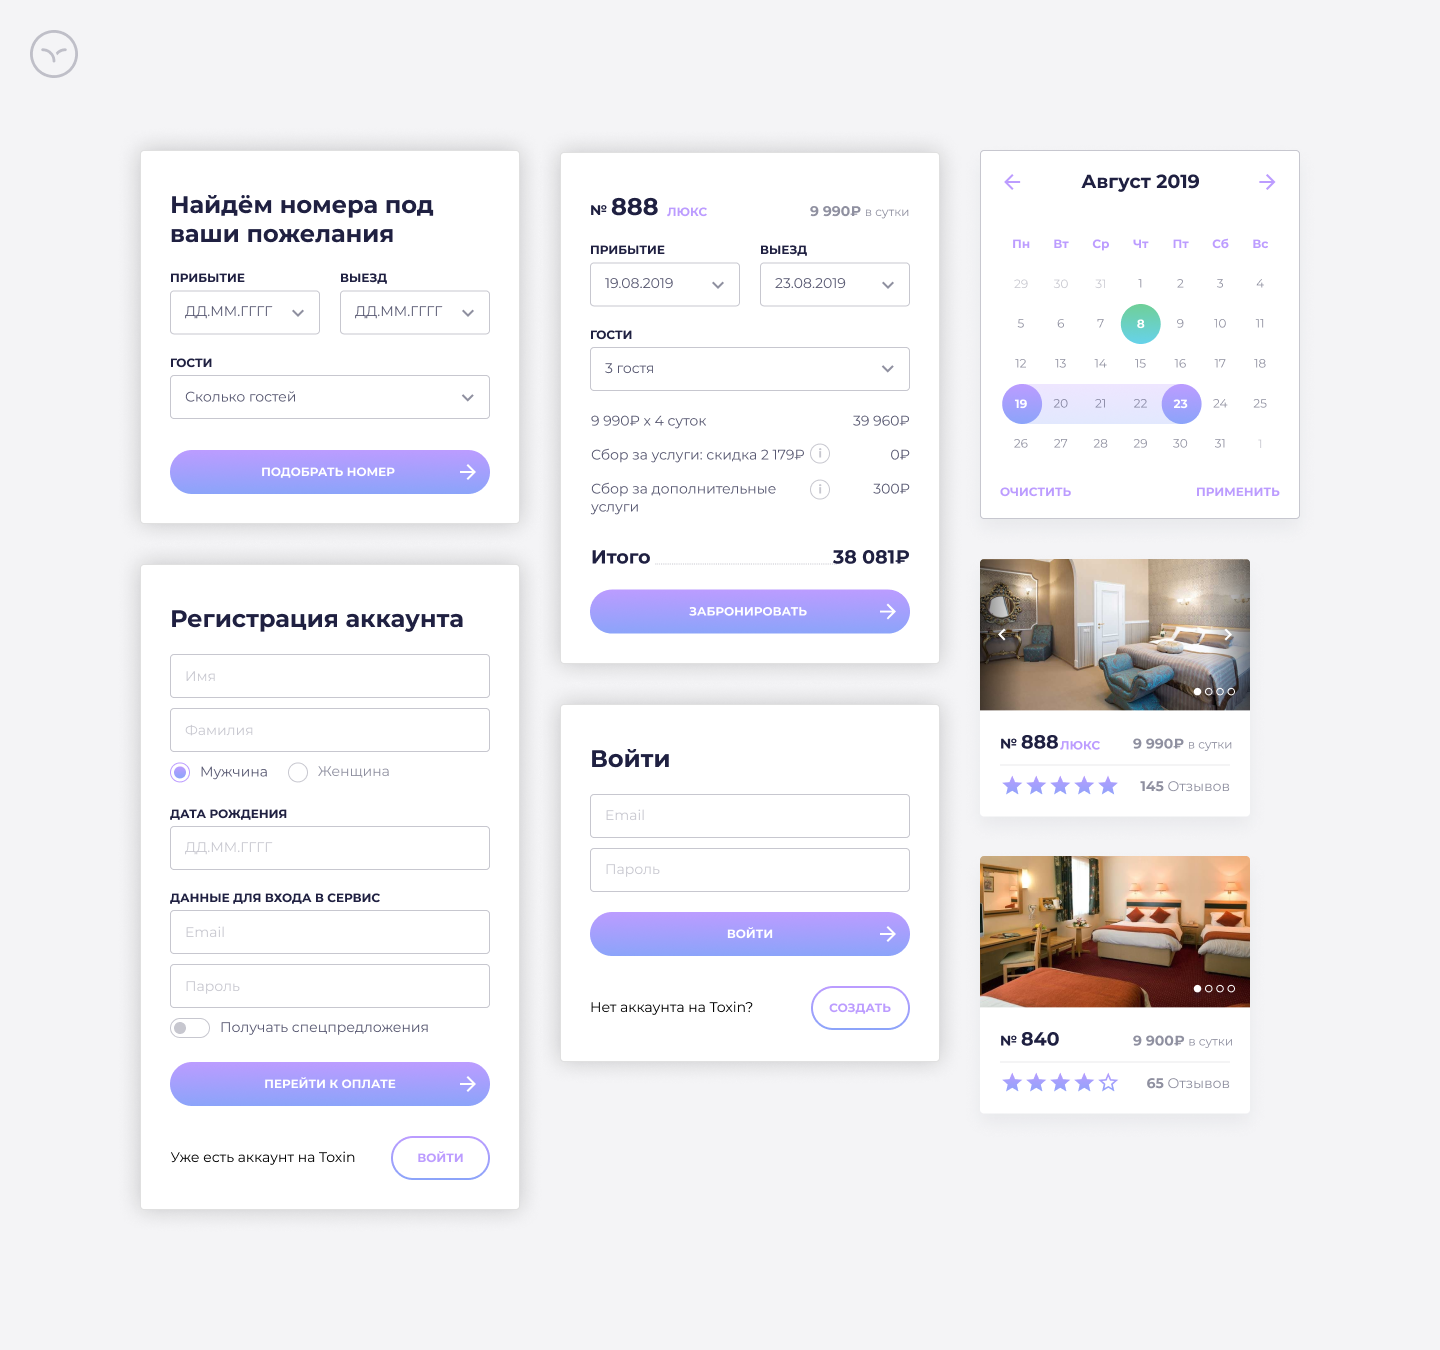 Найдём номера под
ваши пожелания
ПРИБЫТИЕ ВЫЕЗД
ДД.ММ.ГГГГ ДД.ММ.ГГГГ
ГОСТИ
Сколько гостей
ПОДОБРАТЬ НОМЕР
Регистрация аккаунта
Имя
Фамилия
Мужчина Женщина
ДАТА РОЖДЕНИЯ
ДД.ММ.ГГГГ
ДАННЫЕ ДЛЯ ВХОДА В СЕРВИС
Email
Пароль
Получать спецпредложения
ПЕРЕЙТИ К ОПЛАТЕ
Уже есть аккаунт на Toxin ВОЙТИ
№ 888 ЛЮКС 9 990₽ в сутки
ПРИБЫТИЕ ВЫЕЗД
19.08.2019 23.08.2019
ГОСТИ
3 гостя
9 990₽ х 4 суток 39 960₽
Сбор за услуги: скидка 2 179₽ i 0₽
Сбор за дополнительные i 300₽
услуги
Итого 38 081₽
ЗАБРОНИРОВАТЬ
Войти
Email
Пароль
ВОЙТИ
Нет аккаунта на Toxin? СОЗДАТЬ
Август 2019
Пн Вт Ср Чт Пт Сб Вс
29 30 31 1 2 3 4
5 6 7 8 9 10 11
12 13 14 15 16 17 18
19 20 21 22 23 24 25
26 27 28 29 30 31 1
ОЧИСТИТЬ ПРИМЕНИТЬ
№ 888 ЛЮКС 9 990₽ в сутки
145 Отзывов
№ 840 9 900₽ в сутки
65 Отзывов